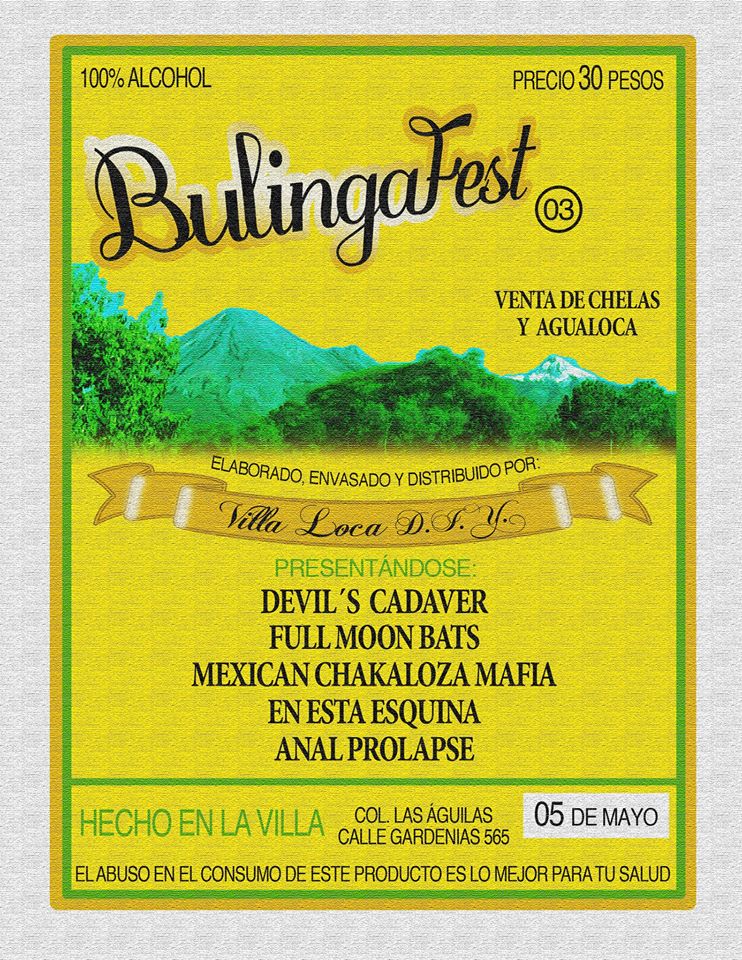 100% ALCOHOL
PRECIO 30 PESOS
BulingaFest 03
VENTA DE CHELAS
Y AGUALOCA
ELABORADO, ENVASADO Y DISTRIBUIDO POR:
Villa Loca D.I.Y.
PRESENTÁNDOSE:
DEVIL´S CADAVER
FULL MOON BATS
MEXICAN CHAKALOZA MAFIA
EN ESTA ESQUINA
ANAL PROLAPSE
HECHO EN LA VILLA
COL. LAS ÁGUILAS
CALLE GARDENIAS 565
05 DE MAYO
EL ABUSO EN EL CONSUMO DE ESTE PRODUCTO ES LO MEJOR PARA TU SALUD